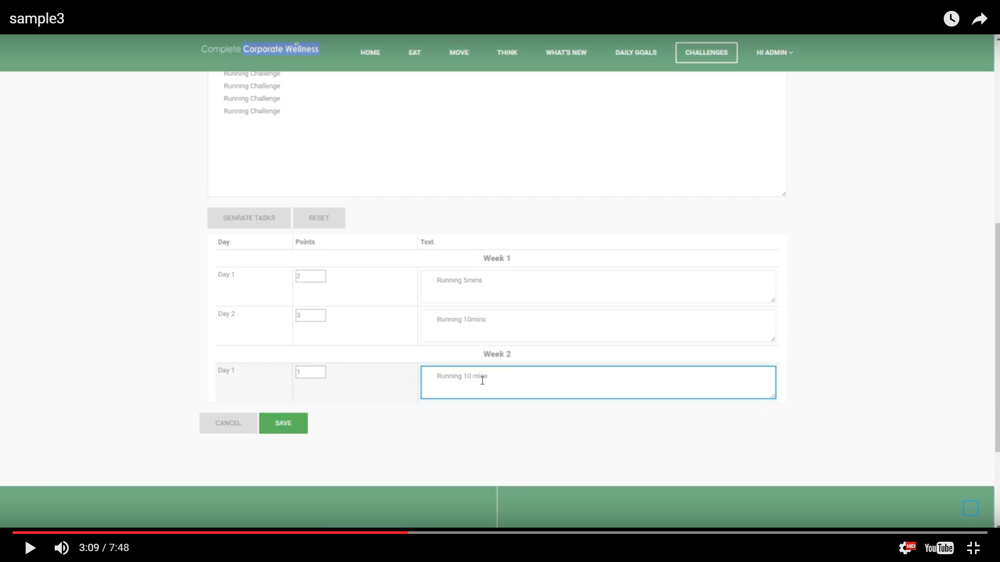 sample3
Complete Corporate Wellness
HOME
EAT
MOVE
THINK
WHAT'S NEW
DAILY GOALS
CHALLENGES
HI ADMIN
Running Challenge
Running Challenge
Running Challenge
Running Challenge
GENRATE TASKS
RESET
Day
Points
Text
Week 1
Day 1
2
Running 5mins
Day 2
3
Running 10mins
Week 2
Day 1
1
Running 10 mins
CANCEL
SAVE
3:09 / 7:48
HD
YouTube